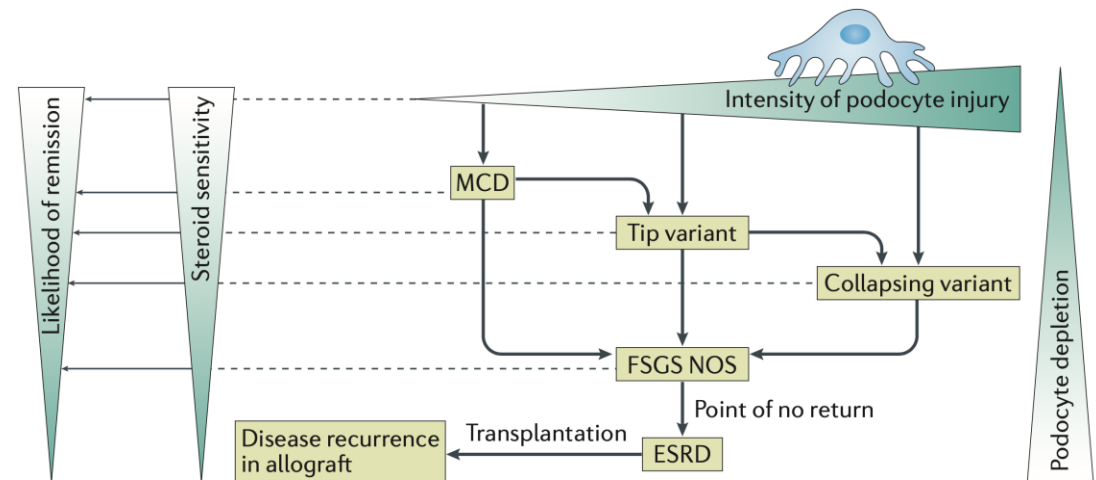 Intensity of podocyte injury
Likelihood of remission
Steroid sensitivity
MCD
Tip variant
Collapsing variant
FSGS NOS
Point of no return
Podocyte depletion
Disease recurrence
in allograft
Transplantation
ESRD